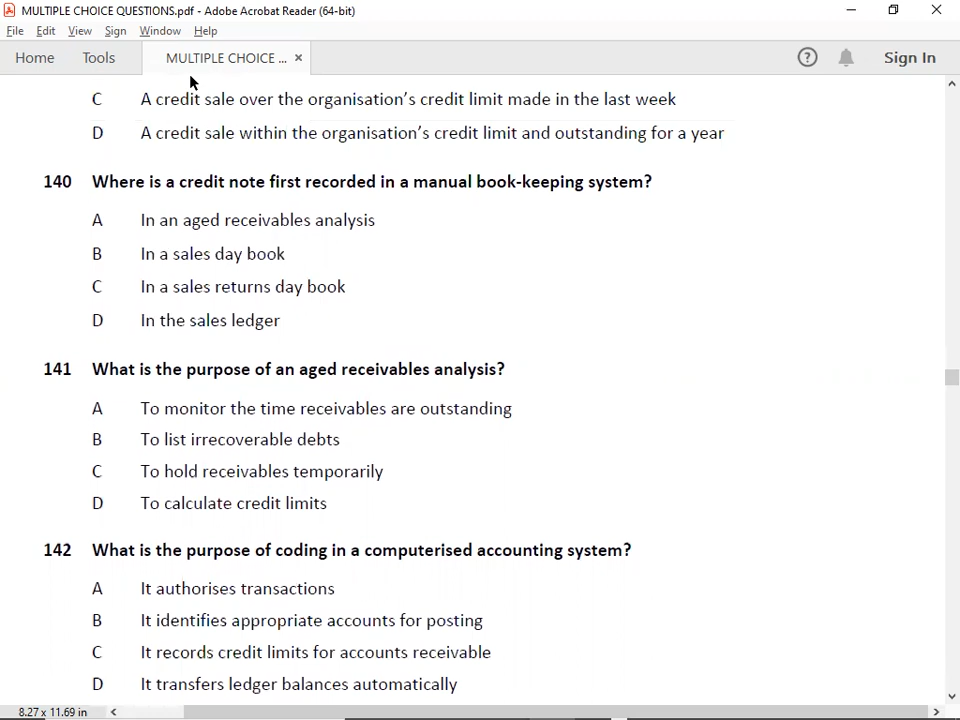 MULTIPLE CHOICE QUESTIONS.pdf - Adobe Acrobat Reader (64-bit)
File Edit View Sign Window Help
Home Tools MULTIPLE CHOICE ... × ? Sign In
C A credit sale over the organisation’s credit limit made in the last week
D A credit sale within the organisation’s credit limit and outstanding for a year
140 Where is a credit note first recorded in a manual book-keeping system?
A In an aged receivables analysis
B In a sales day book
C In a sales returns day book
D In the sales ledger
141 What is the purpose of an aged receivables analysis?
A To monitor the time receivables are outstanding
B To list irrecoverable debts
C To hold receivables temporarily
D To calculate credit limits
142 What is the purpose of coding in a computerised accounting system?
A It authorises transactions
B It identifies appropriate accounts for posting
C It records credit limits for accounts receivable
D It transfers ledger balances automatically
8.27 x 11.69 in